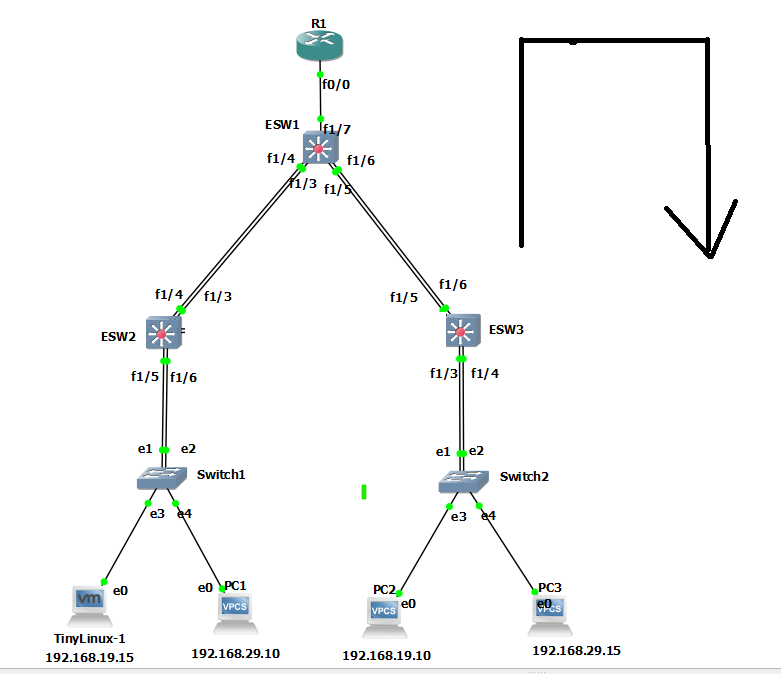 R1
f0/0
ESW1
f1/7
f1/4
f1/6
f1/3
f1/5
f1/4
f1/3
f1/6
f1/5
ESW2
ESW3
f1/5
f1/6
f1/3
f1/4
e1
e2
e1
e2
Switch1
Switch2
e3
e4
e3
e4
vm
e0
e0
PC1
VPCS
PC2
e0
VPCS
PC3
e0
VPCS
TinyLinux-1
192.168.19.15
192.168.29.10
192.168.19.10
192.168.29.15